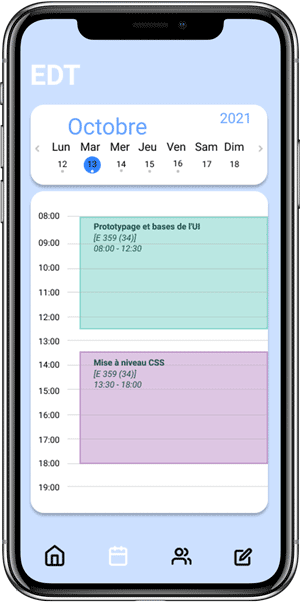 EDT
Octobre 2021
Lun Mar Mer Jeu Ven Sam Dim
12 13 14 15 16 17 18
08:00
Prototypage et bases de l'UI
09:00
[E 359 (34)]
08:00 - 12:30
10:00
11:00
12:00
13:00
Mise à niveau CSS
14:00
[E 359 (34)]
13:30 - 18:00
15:00
16:00
17:00
18:00
19:00